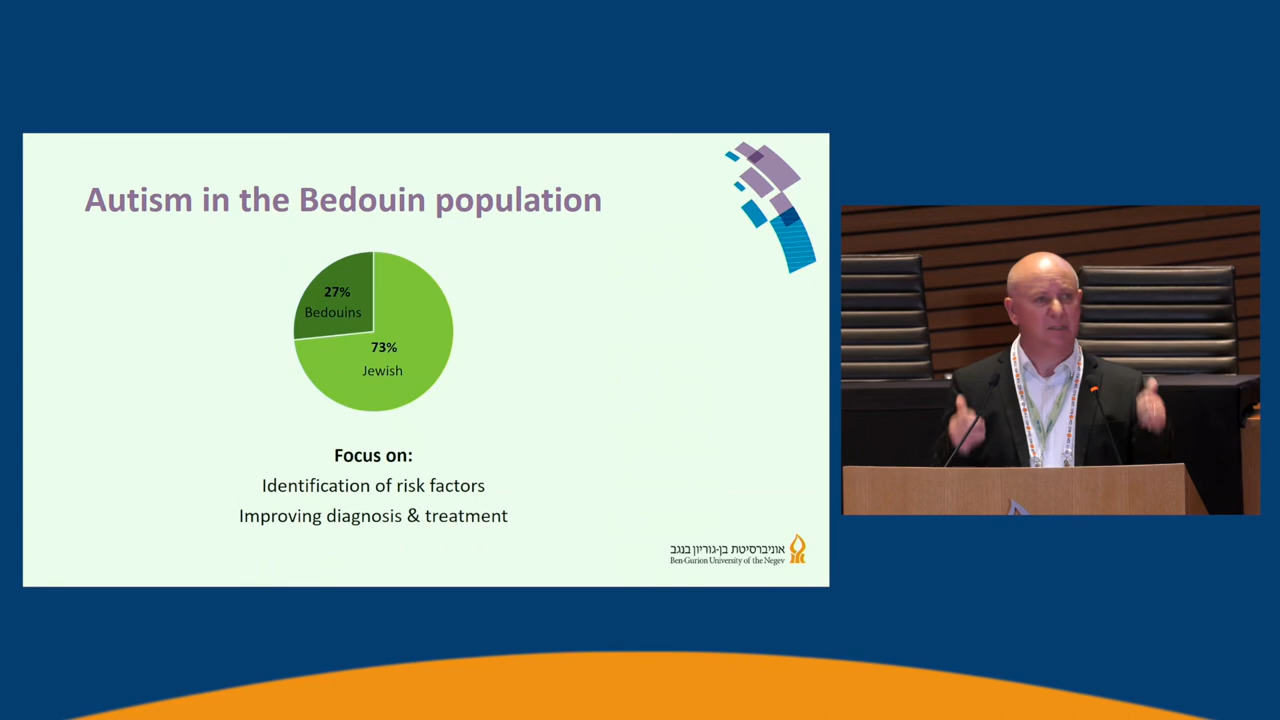 Autism in the Bedouin population
27%
Bedouins
73%
Jewish
Focus on:
Identification of risk factors
Improving diagnosis & treatment
אוניברסיטת בן-גוריון בנגב
Ben-Gurion University of the Negev